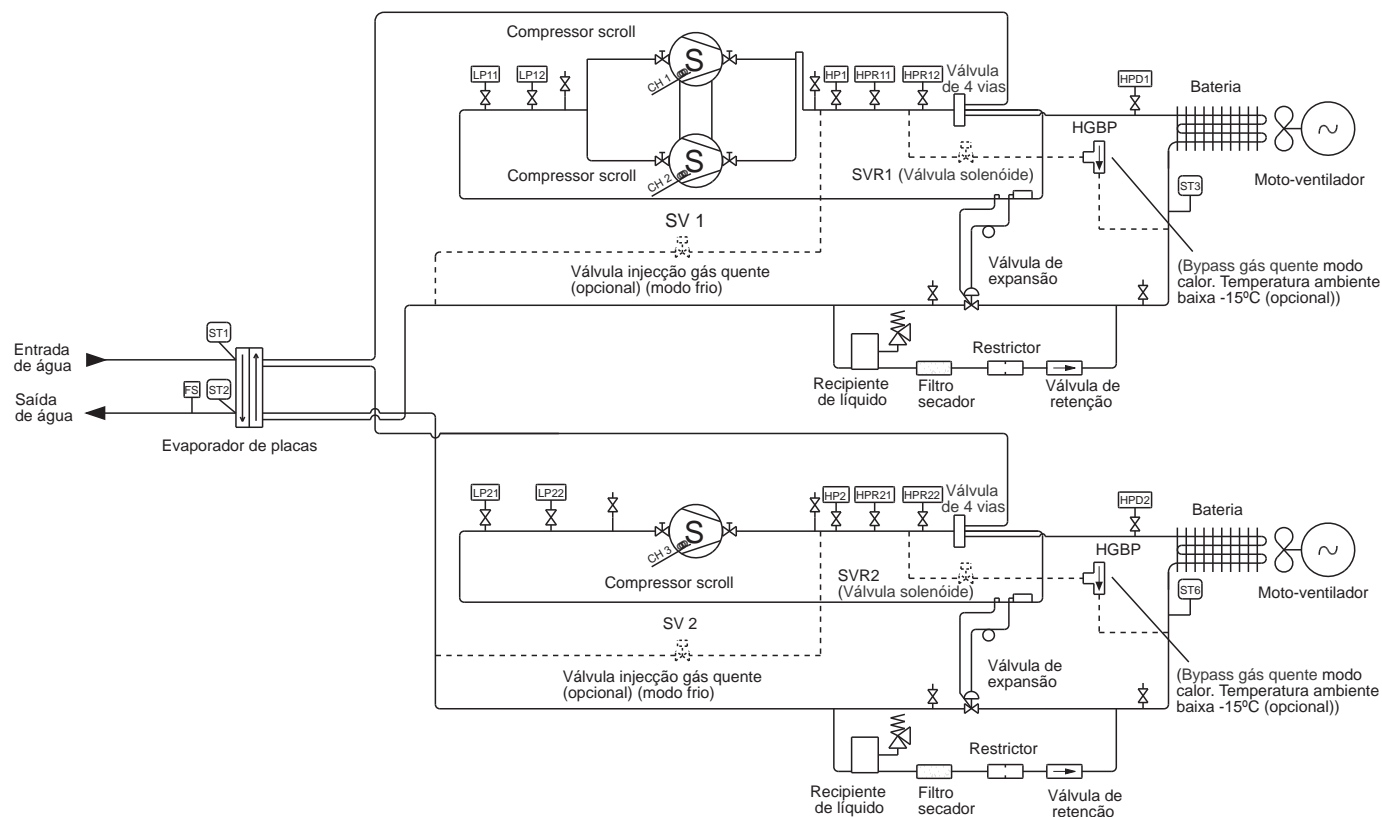 Compressor scroll
LP11
LP12
S
CH 1
HP1
HPR11
HPR12
Válvula
de 4 vias
HPD1
Bateria
HGBP
S
CH 2
Compressor scroll
SVR1 (Válvula solenóide)
ST3
Moto-ventilador
SV 1
Válvula injecção gás quente
(opcional) (modo frio)
Válvula de
expansão
(Bypass gás quente modo
calor. Temperatura ambiente
baixa -15ºC (opcional))
Entrada
de água
ST1
Saída
de água
FS
ST2
Evaporador de placas
Restrictor
Recipiente
de líquido
Filtro
secador
Válvula de
retenção
LP21
LP22
S
CH 3
HP2
HPR21
HPR22
Válvula
de 4 vias
HPD2
Bateria
HGBP
Compressor scroll
SVR2
(Válvula solenóide)
ST6
Moto-ventilador
SV 2
Válvula injecção gás quente
(opcional) (modo frio)
Válvula de
expansão
(Bypass gás quente modo
calor. Temperatura ambiente
baixa -15ºC (opcional))
Restrictor
Recipiente
de líquido
Filtro
secador
Válvula de
retenção